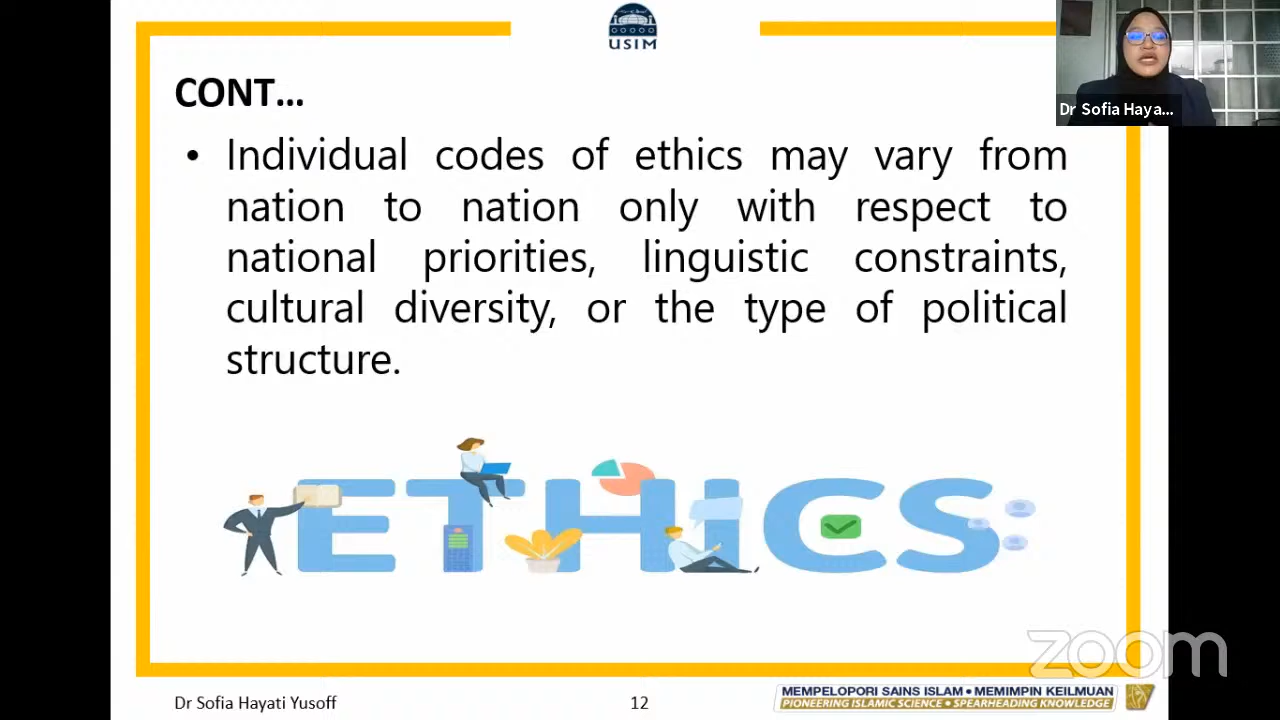 USIM
CONT...
• Individual codes of ethics may vary from
nation to nation only with respect to
national priorities, linguistic constraints,
cultural diversity, or the type of political
structure.
Dr Sofia Haya...
ETHICS
zoom
Dr Sofia Hayati Yusoff
12
MEMPELOPORI SAINS ISLAM • MEMIMPIN KEILMUAN
PIONEERING ISLAMIC SCIENCE • SPEARHEADING KNOWLEDGE